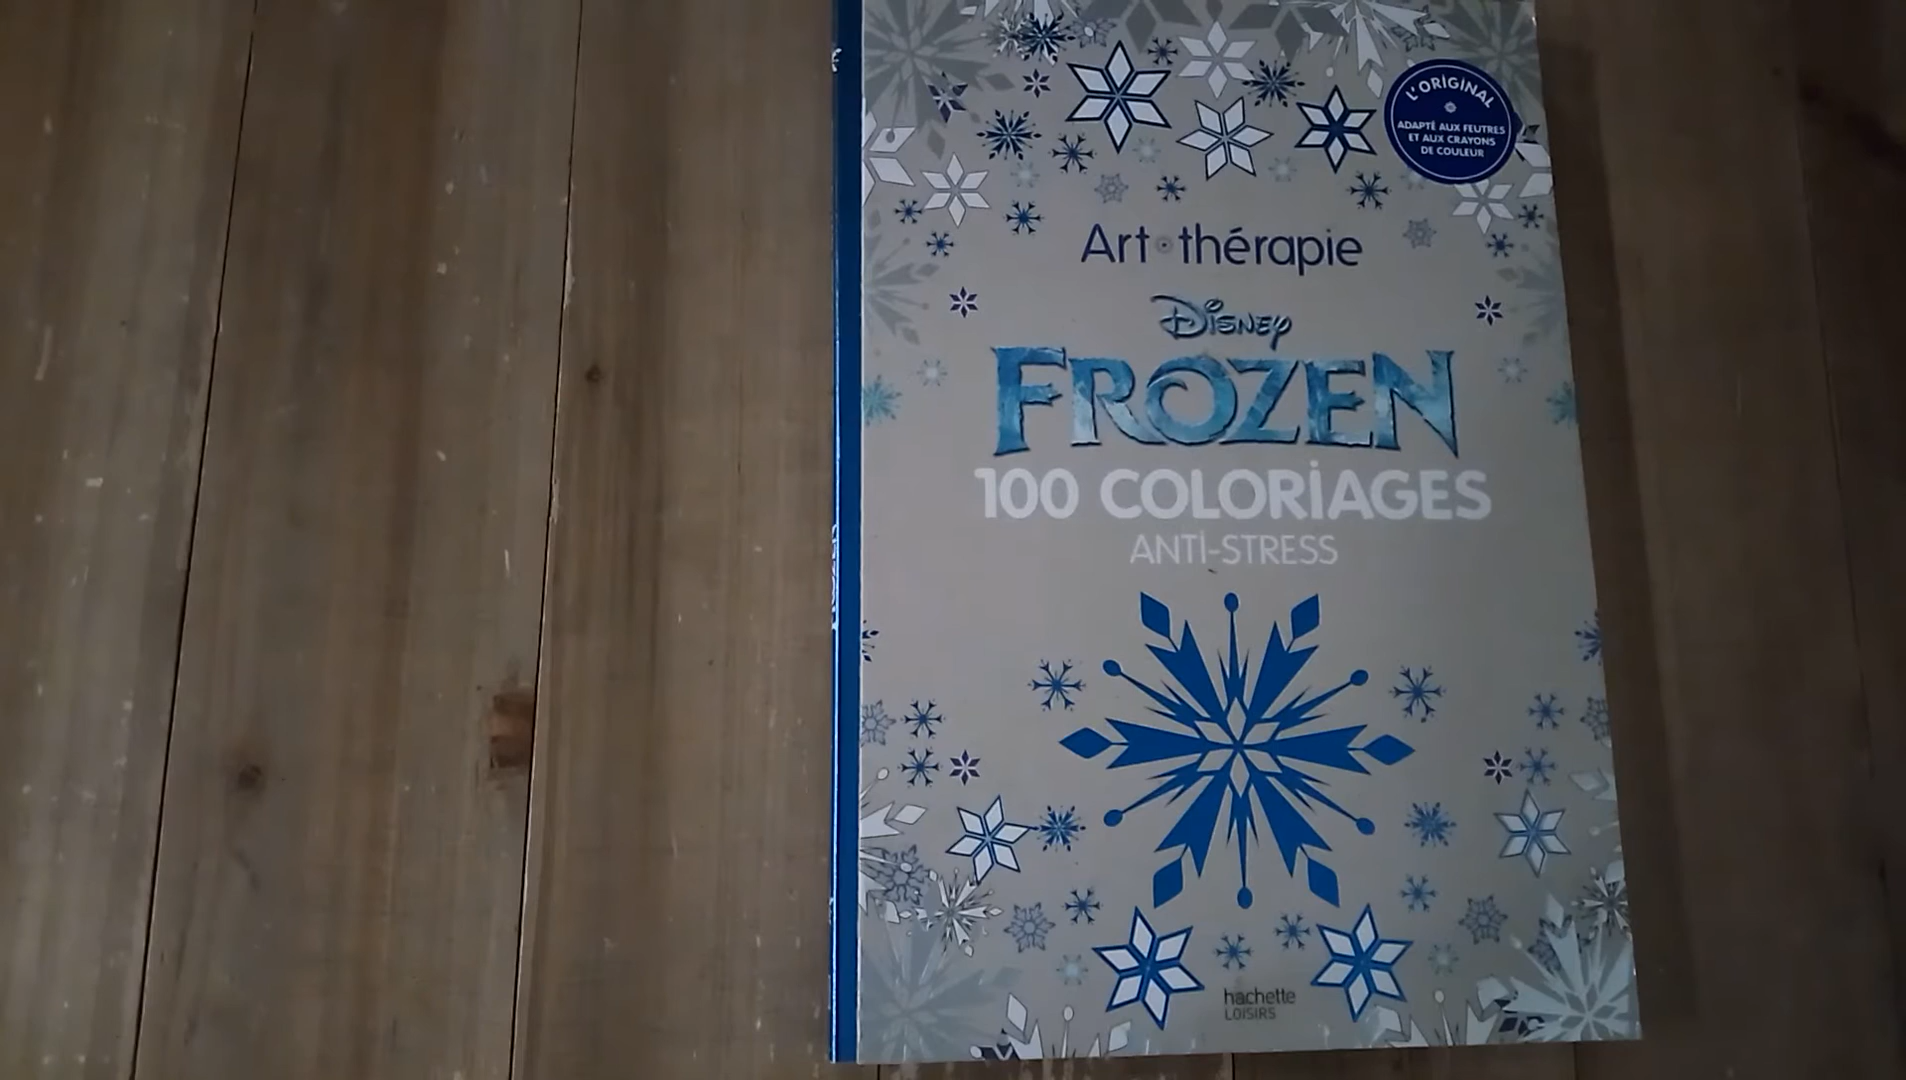 L'ORIGINAL
ADAPTÉ AUX FEUTRES
ET AUX CRAYONS
DE COULEUR
Art•thérapie
Disney
FROZEN
100 COLORIAGES
ANTI-STRESS
FROZEN
hachette
LOISIRS